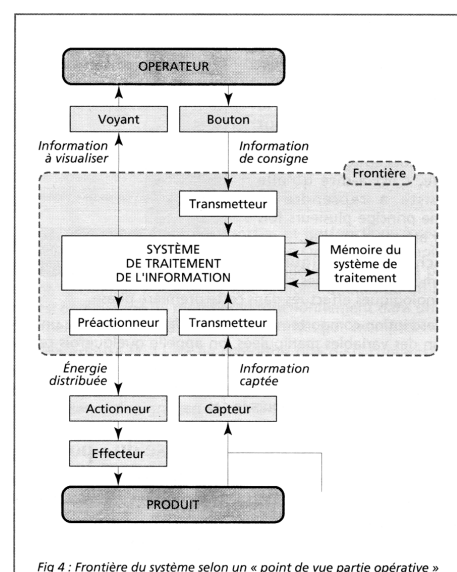 OPERATEUR
Voyant
Bouton
Information
à visualiser
Information
de consigne
Frontière
Transmetteur
SYSTÈME
DE TRAITEMENT
DE L'INFORMATION
Mémoire du
système de
traitement
Préactionneur
Transmetteur
Énergie
distribuée
Information
captée
Actionneur
Capteur
Effecteur
PRODUIT
Fig 4 : Frontière du système selon un « point de vue partie opérative »